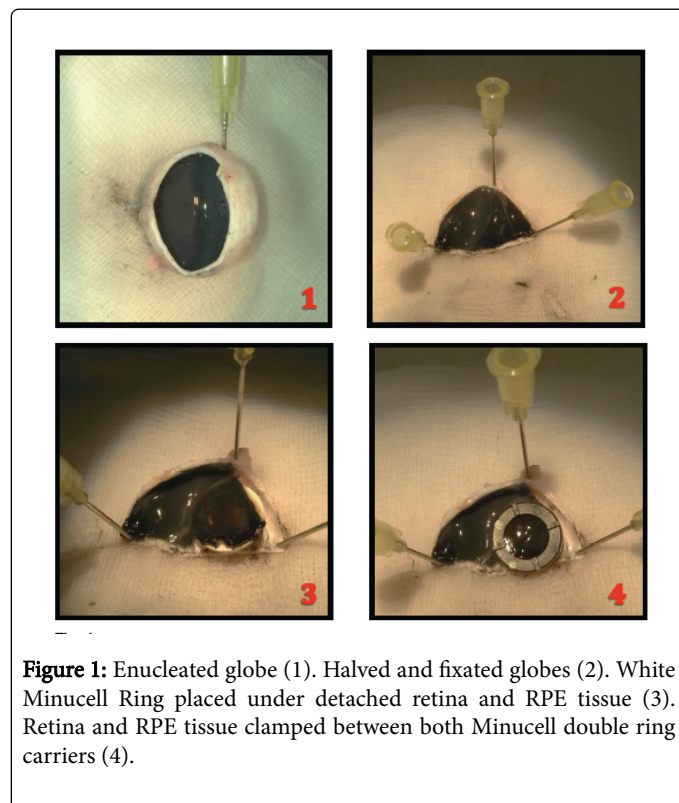 1
2
3
4
Figure 1: Enucleated globe (1). Halved and fixated globes (2). White
Minucell Ring placed under detached retina and RPE tissue (3).
Retina and RPE tissue clamped between both Minucell double ring
carriers (4).